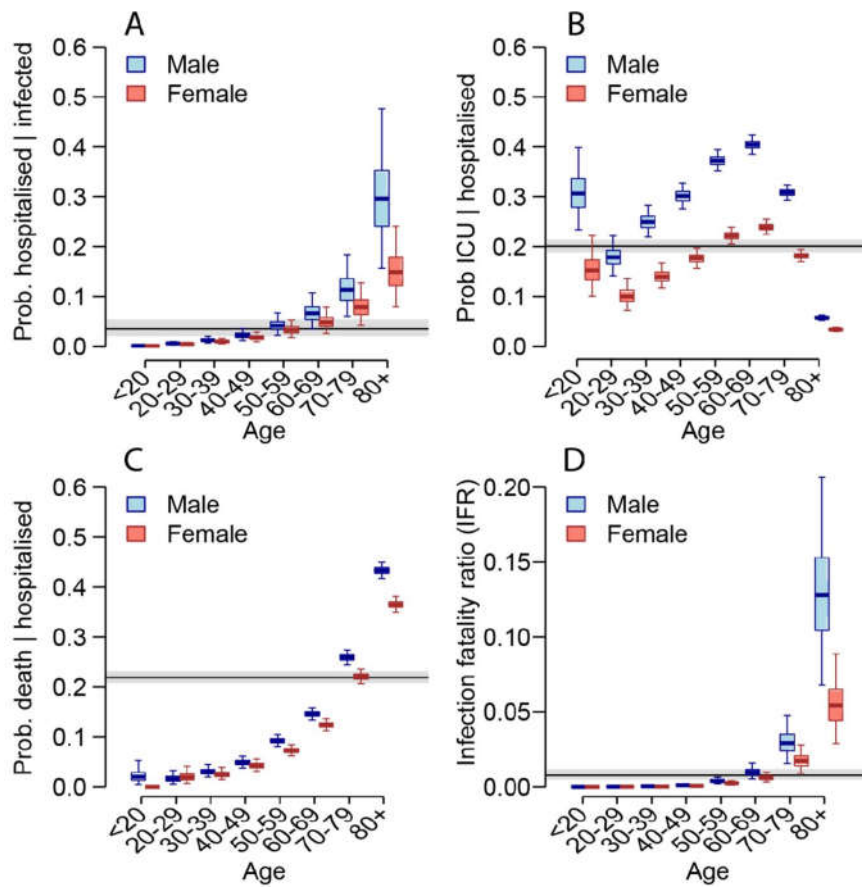 A
Prob. hospitalised | infected
0.6
0.5
0.4
0.3
0.2
0.1
0.0
Male
Female
<20
20-29
30-39
40-49
50-59
60-69
70-79
80+
Age
B
Prob ICU | hospitalised
0.6
0.5
0.4
0.3
0.2
0.1
0.0
Male
Female
<20
20-29
30-39
40-49
50-59
60-69
70-79
80+
Age
C
Prob. death | hospitalised
0.6
0.5
0.4
0.3
0.2
0.1
0.0
Male
Female
<20
20-29
30-39
40-49
50-59
60-69
70-79
80+
Age
D
Infection fatality ratio (IFR)
0.20
0.15
0.10
0.05
0.00
Male
Female
<20
20-29
30-39
40-49
50-59
60-69
70-79
80+
Age